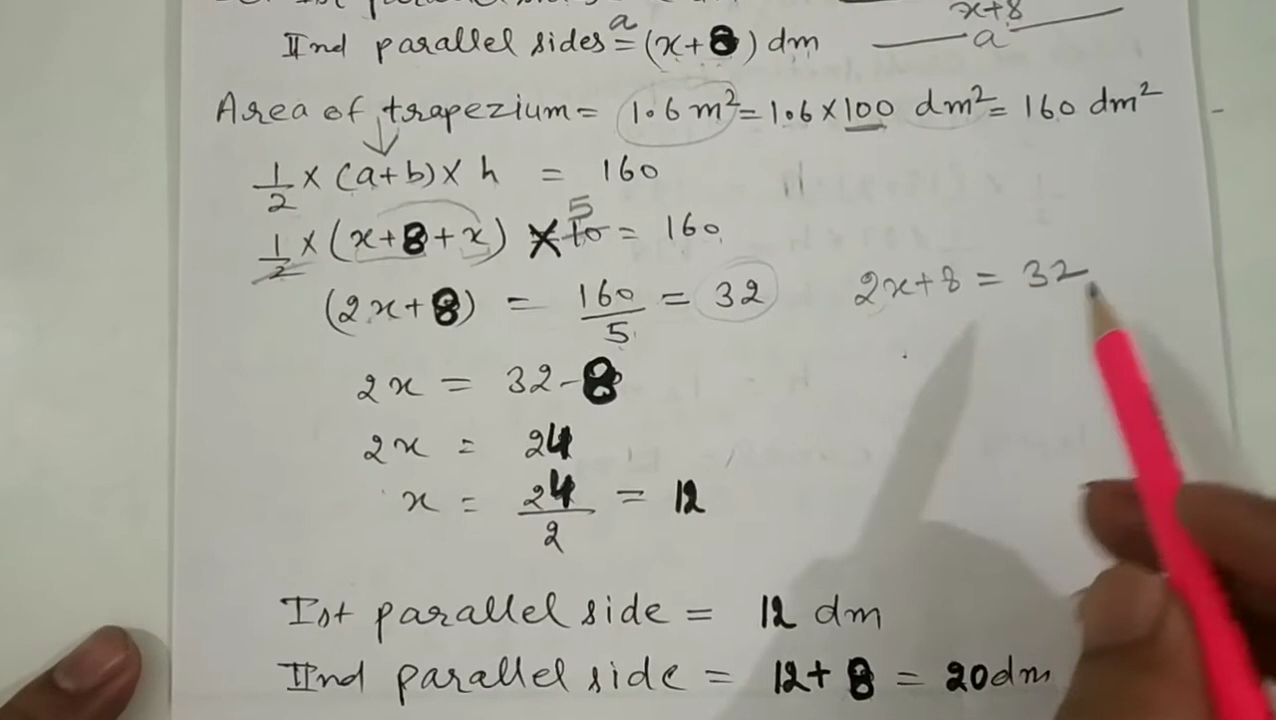 x+8
IInd parallel sides a = (x+8) dm
a
Area of trapezium = 1.6 m² = 1.6 × 100 dm² = 160 dm²
1/2 × (a+b) × h = 160
1/2 × (x+8+x) × 10 5 = 160
(2x+8) = 160/5 = 32
2x+8 = 32
2x = 32-8
2x = 24
x = 24/2 = 12
Ist parallel side = 12 dm
IInd parallel side = 12+8 = 20dm